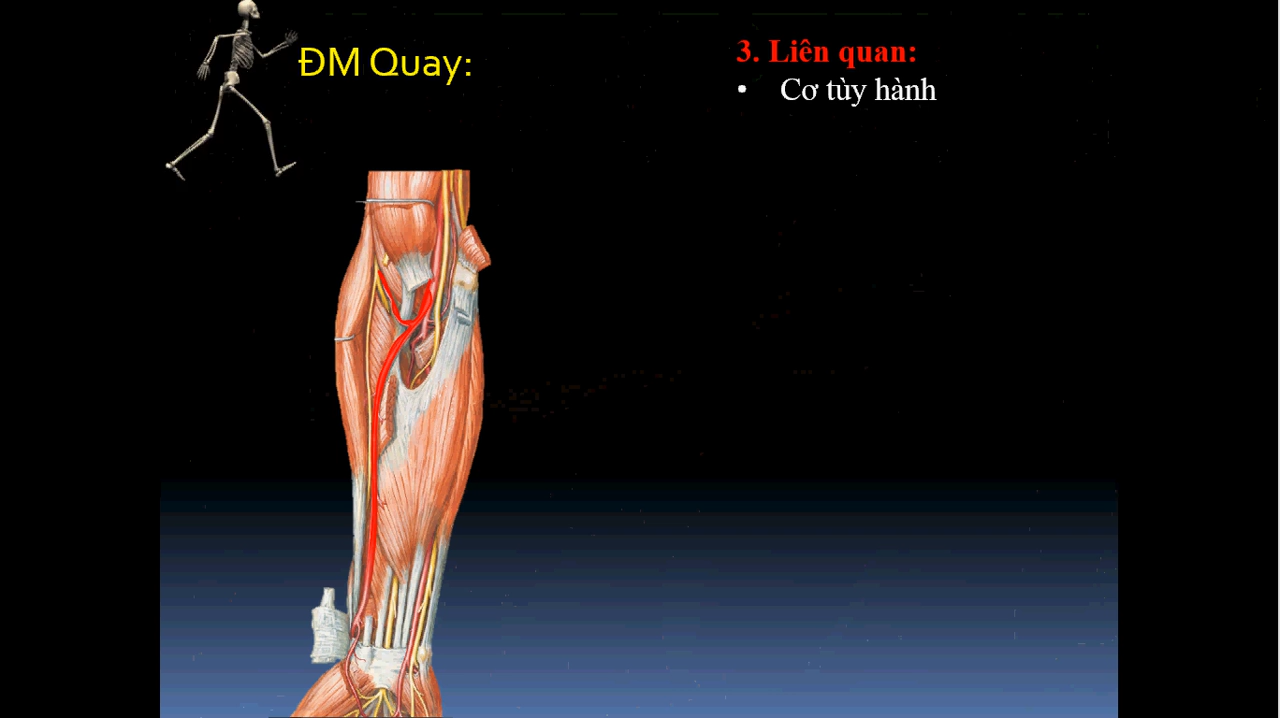 ĐM Quay:
3. Liên quan:
• Cơ tùy hành